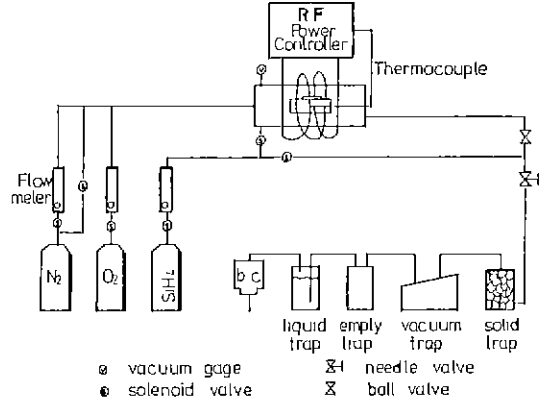 RF
Power
Controller
Thermocouple
Flow
meter
N₂
O₂
SiH₄
b c
liquid
trap
emply
trap
vacuum
trap
solid
trap
vacuum gage
solenoid valve
needle valve
ball valve